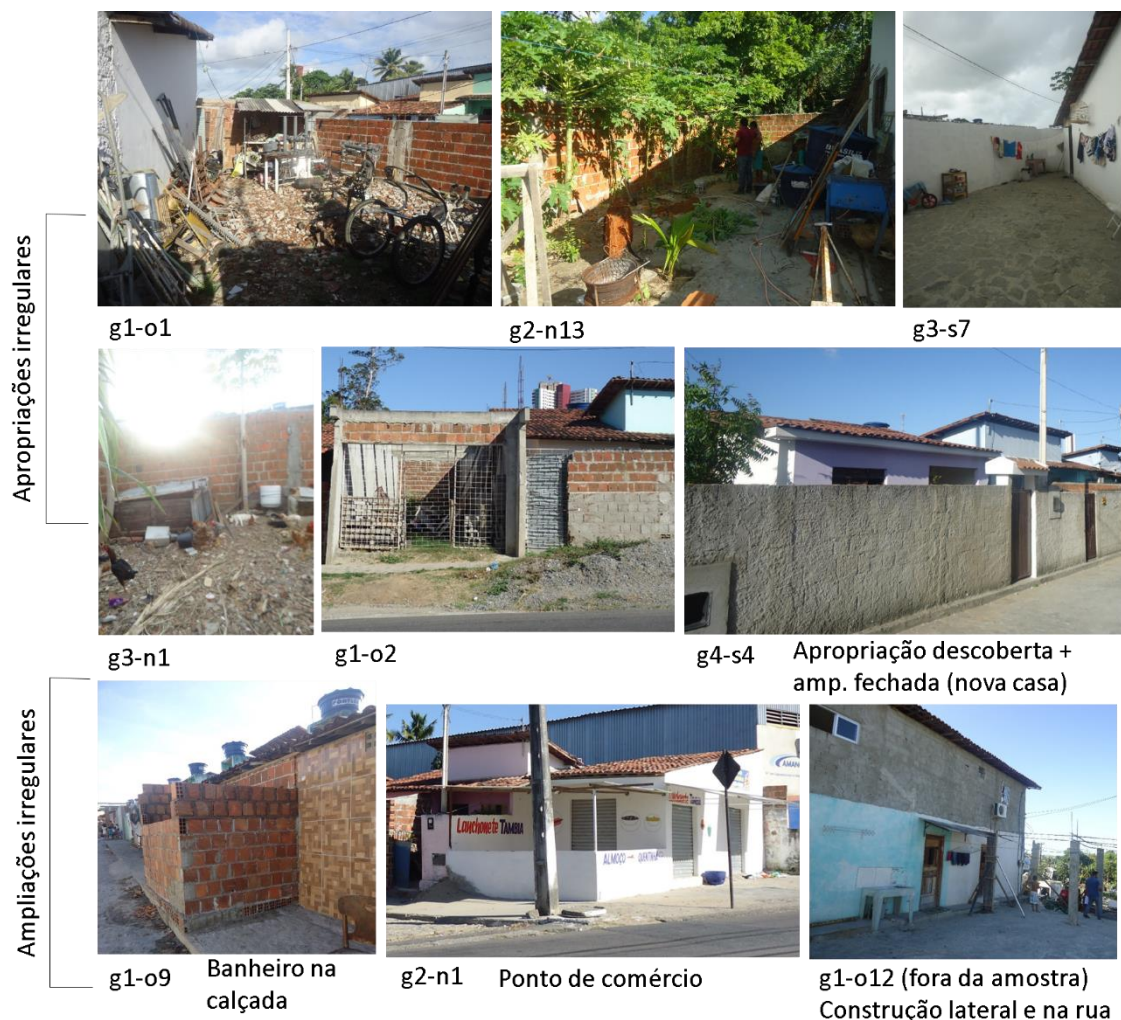 Apropriações irregulares
g1-o1
g2-n13
g3-s7
g3-n1
g1-o2
g4-s4
Apropriação descoberta +
amp. fechada (nova casa)
Ampliações irregulares
Lanchonete TAMBIA
ALMOÇO
AMAN
g1-o9
Banheiro na
calçada
g2-n1
Ponto de comércio
g1-o12 (fora da amostra)
Construção lateral e na rua